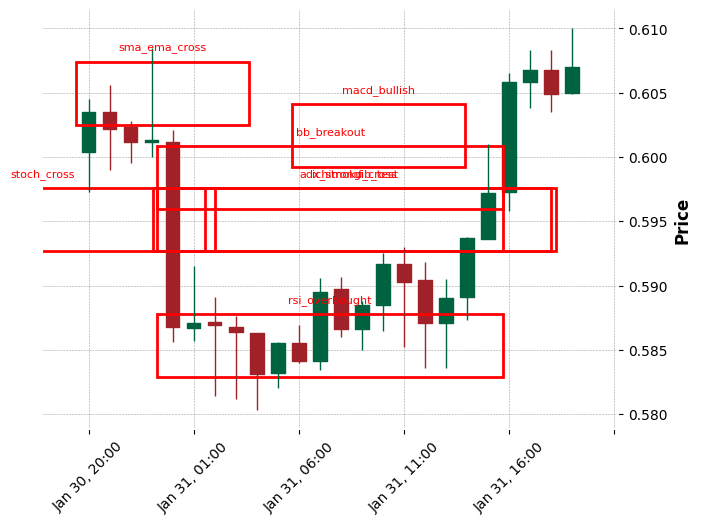 sma_ema_cross
0.610
0.605
macd_bullish
bb_breakout
0.600
stoch_cross
0.595
Price
0.590
rsi_overbought
0.585
0.580
Jan 30, 20:00
Jan 31, 01:00
Jan 31, 06:00
Jan 31, 11:00
Jan 31, 16:00